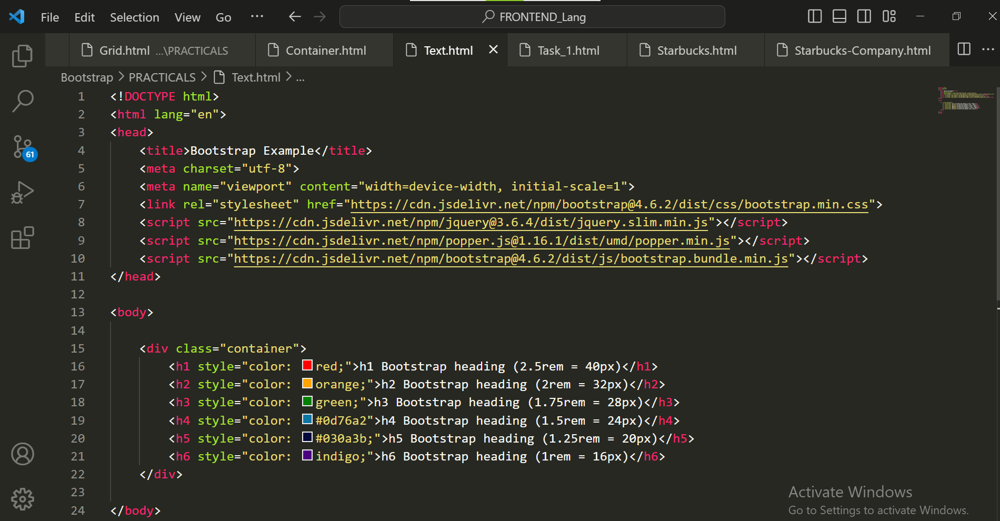 File Edit Selection View Go ··· FRONTEND_Lang
Grid.html ...\PRACTICALS Container.html Text.html Task_1.html Starbucks.html Starbucks-Company.html
Bootstrap > PRACTICALS > Text.html > ...
1 <!DOCTYPE html>
2 <html lang="en">
3 <head>
4 <title>Bootstrap Example</title>
5 <meta charset="utf-8">
6 <meta name="viewport" content="width=device-width, initial-scale=1">
7 <link rel="stylesheet" href="https://cdn.jsdelivr.net/npm/bootstrap@4.6.2/dist/css/bootstrap.min.css">
8 <script src="https://cdn.jsdelivr.net/npm/jquery@3.6.4/dist/jquery.slim.min.js"></script>
9 <script src="https://cdn.jsdelivr.net/npm/popper.js@1.16.1/dist/umd/popper.min.js"></script>
61
10 <script src="https://cdn.jsdelivr.net/npm/bootstrap@4.6.2/dist/js/bootstrap.bundle.min.js"></script>
11 </head>
12
13 <body>
14
15 <div class="container">
16 <h1 style="color: red;">h1 Bootstrap heading (2.5rem = 40px)</h1>
17 <h2 style="color: orange;">h2 Bootstrap heading (2rem = 32px)</h2>
18 <h3 style="color: green;">h3 Bootstrap heading (1.75rem = 28px)</h3>
19 <h4 style="color: #0d76a2">h4 Bootstrap heading (1.5rem = 24px)</h4>
20 <h5 style="color: #030a3b;">h5 Bootstrap heading (1.25rem = 20px)</h5>
21 <h6 style="color: indigo;">h6 Bootstrap heading (1rem = 16px)</h6>
22 </div>
23
24 </body>
Activate Windows
Go to Settings to activate Windows.